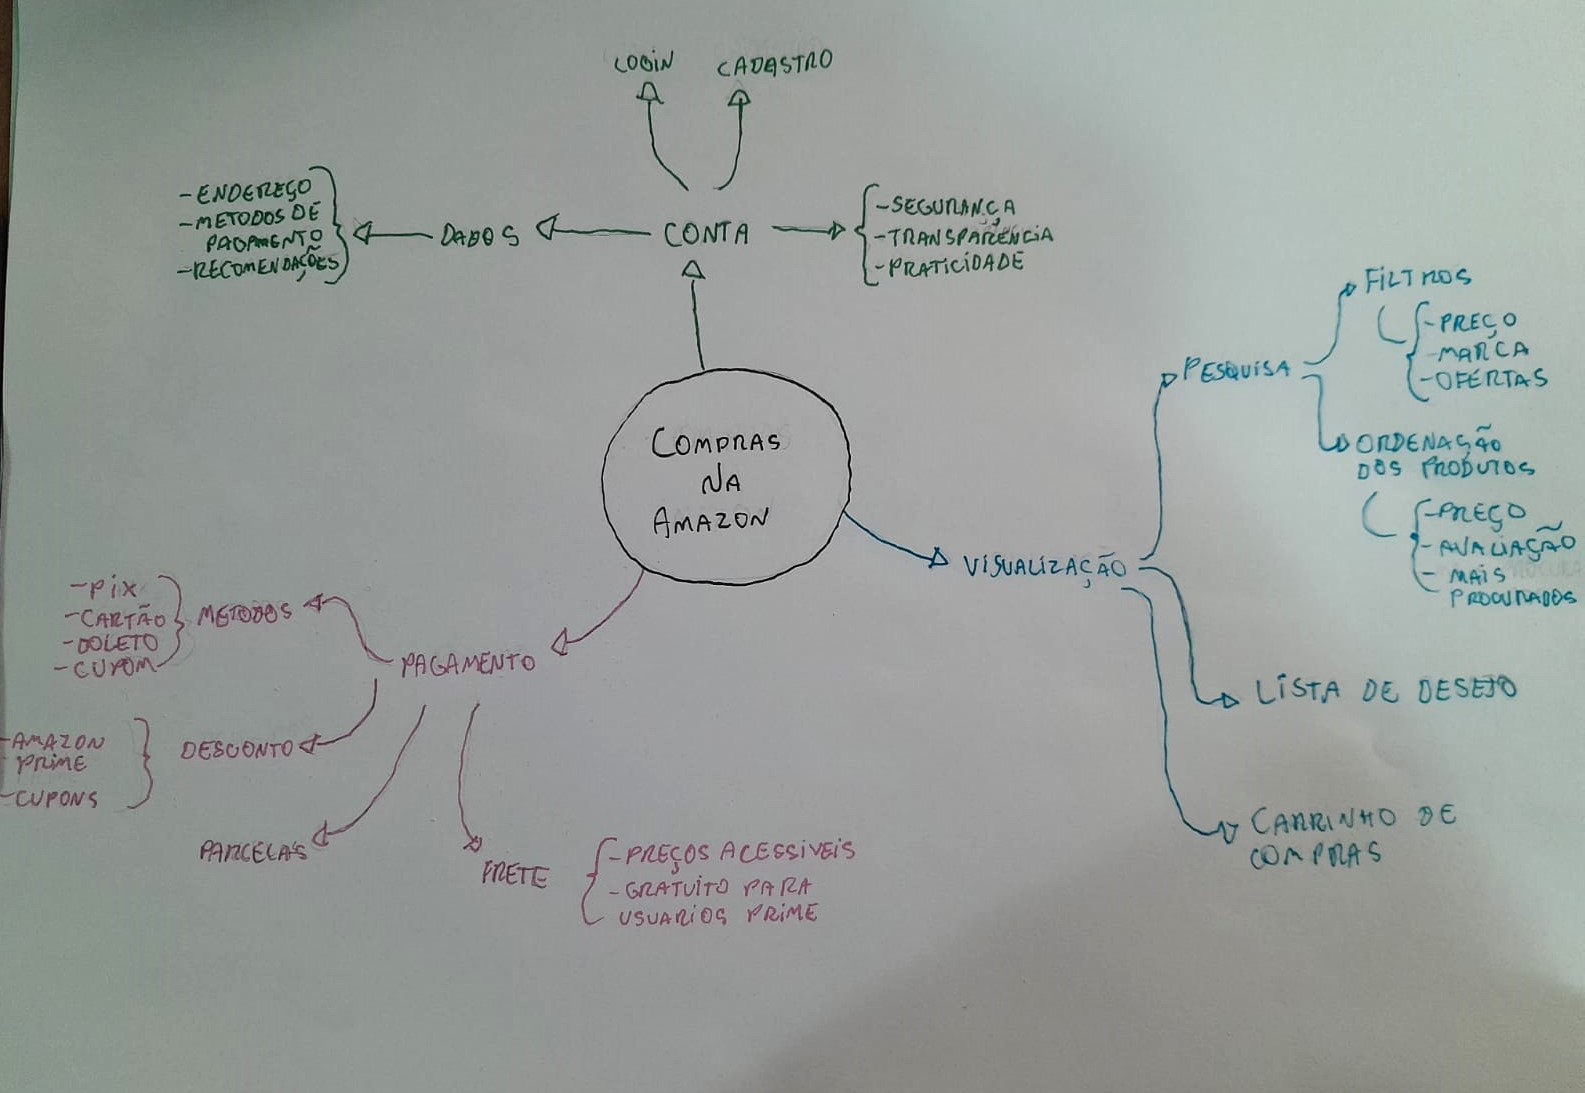 LOGIN
CADASTRO
-ENDEREÇO
-METODOS DE
PAGAMENTO
-RECOMENDAÇÕES
DADOS
CONTA
-SEGURANÇA
-TRANSPARENCIA
-PRATICIDADE
COMPRAS
NA
AMAZON
VISUALIZAÇÃO
PESQUISA
FILTROS
-PREÇO
-MARCA
-OFERTAS
ORDENAÇÃO
DOS PRODUTOS
-PREÇO
-AVALIAÇÃO
- MAIS
PROCURADOS
LISTA DE DESEJO
CARRINHO DE
COMPRAS
PAGAMENTO
METODOS
-PIX
-CARTÃO
-BOLETO
-CUPOM
DESCONTO
-AMAZON
PRIME
-CUPONS
PARCELAS
FRETE
-PREÇOS ACESSIVEIS
-GRATUITO PARA
USUARIOS PRIME